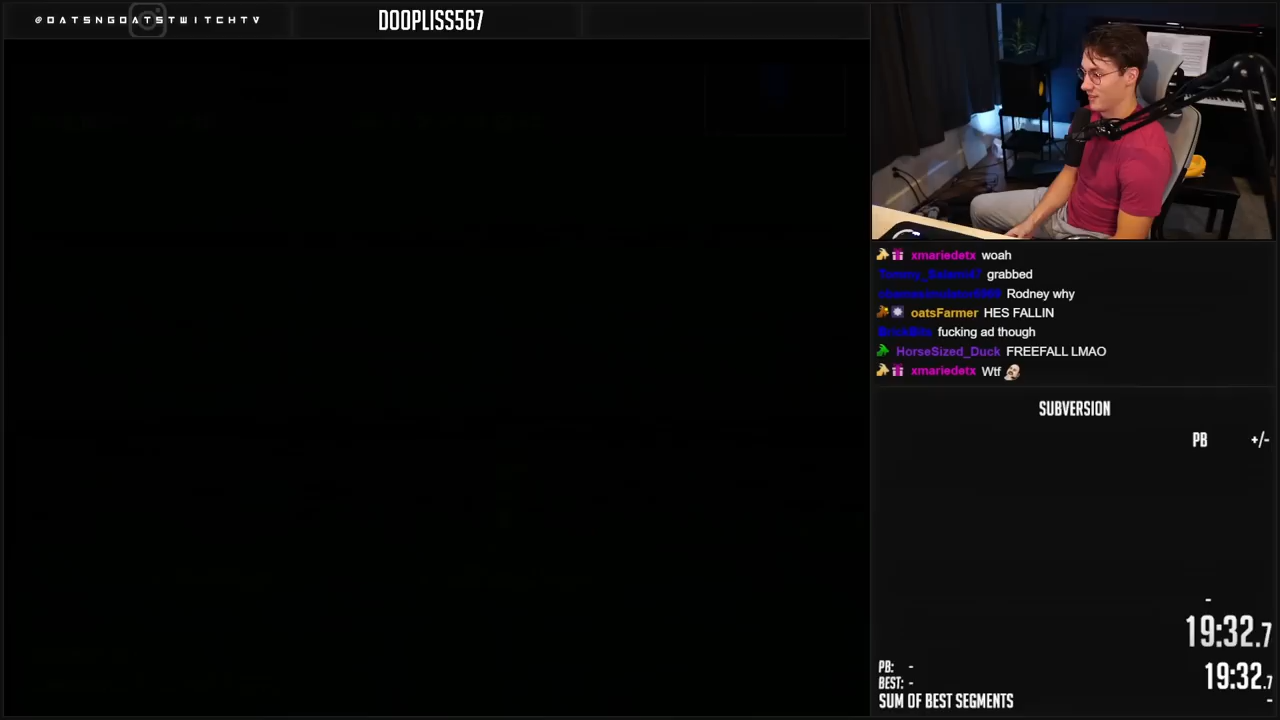 @OATSNGOATSTWITCHTV
DOOPLISS567
xmariedetx woah
grabbed
Rodney why
oatsFarmer HES FALLIN
fucking ad though
HorseSized_Duck FREEFALL LMAO
xmariedetx Wtf
SUBVERSION
PB +/-
-
19:32.7
PB: - 19:32.7
BEST: -
SUM OF BEST SEGMENTS -